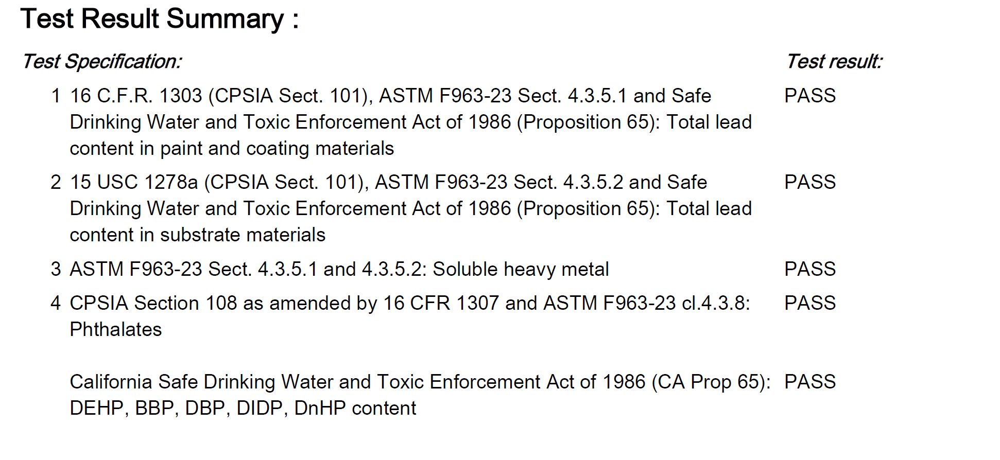 Test Result Summary :
Test Specification: Test result:
1 16 C.F.R. 1303 (CPSIA Sect. 101), ASTM F963-23 Sect. 4.3.5.1 and Safe PASS
Drinking Water and Toxic Enforcement Act of 1986 (Proposition 65): Total lead
content in paint and coating materials
2 15 USC 1278a (CPSIA Sect. 101), ASTM F963-23 Sect. 4.3.5.2 and Safe PASS
Drinking Water and Toxic Enforcement Act of 1986 (Proposition 65): Total lead
content in substrate materials
3 ASTM F963-23 Sect. 4.3.5.1 and 4.3.5.2: Soluble heavy metal PASS
4 CPSIA Section 108 as amended by 16 CFR 1307 and ASTM F963-23 cl.4.3.8: PASS
Phthalates
California Safe Drinking Water and Toxic Enforcement Act of 1986 (CA Prop 65): PASS
DEHP, BBP, DBP, DIDP, DnHP content